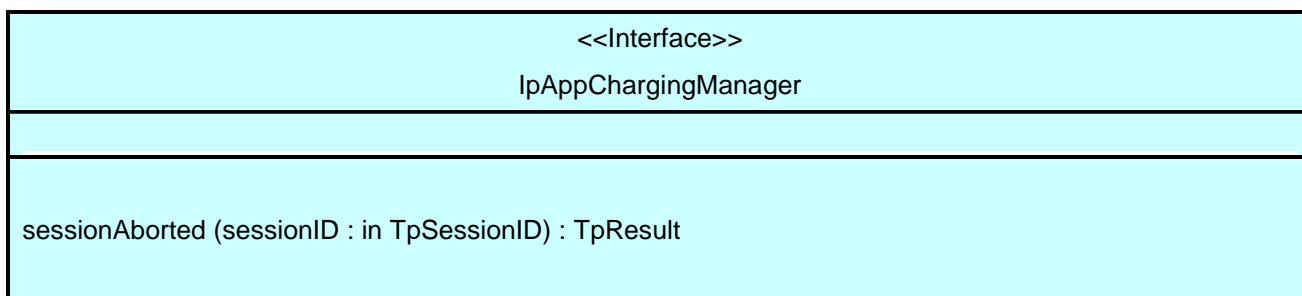 <<Interface>>
IpAppChargingManager
sessionAborted (sessionID : in TpSessionID) : TpResult